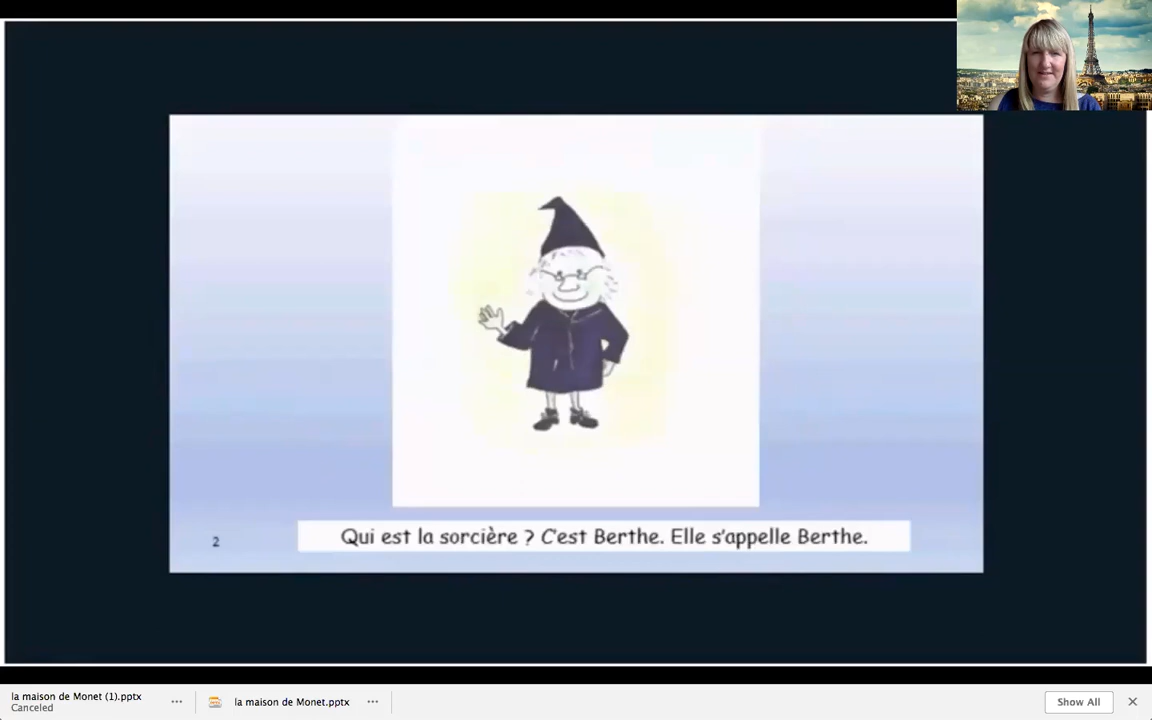 Qui est la sorcière ? C'est Berthe. Elle s'appelle Berthe.
2
la maison de Monet (1).pptx
Canceled
la maison de Monet.pptx
Show All